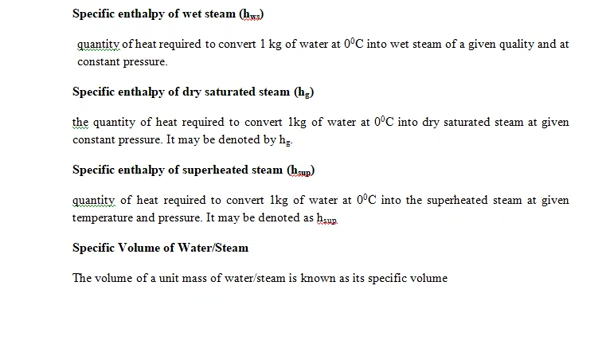 Specific enthalpy of wet steam (hws)
quantity of heat required to convert 1 kg of water at 0⁰C into wet steam of a given quality and at
constant pressure.
Specific enthalpy of dry saturated steam (hg)
the quantity of heat required to convert 1kg of water at 0⁰C into dry saturated steam at given
constant pressure. It may be denoted by hg.
Specific enthalpy of superheated steam (hsup)
quantity of heat required to convert 1kg of water at 0⁰C into the superheated steam at given
temperature and pressure. It may be denoted as hsup.
Specific Volume of Water/Steam
The volume of a unit mass of water/steam is known as its specific volume